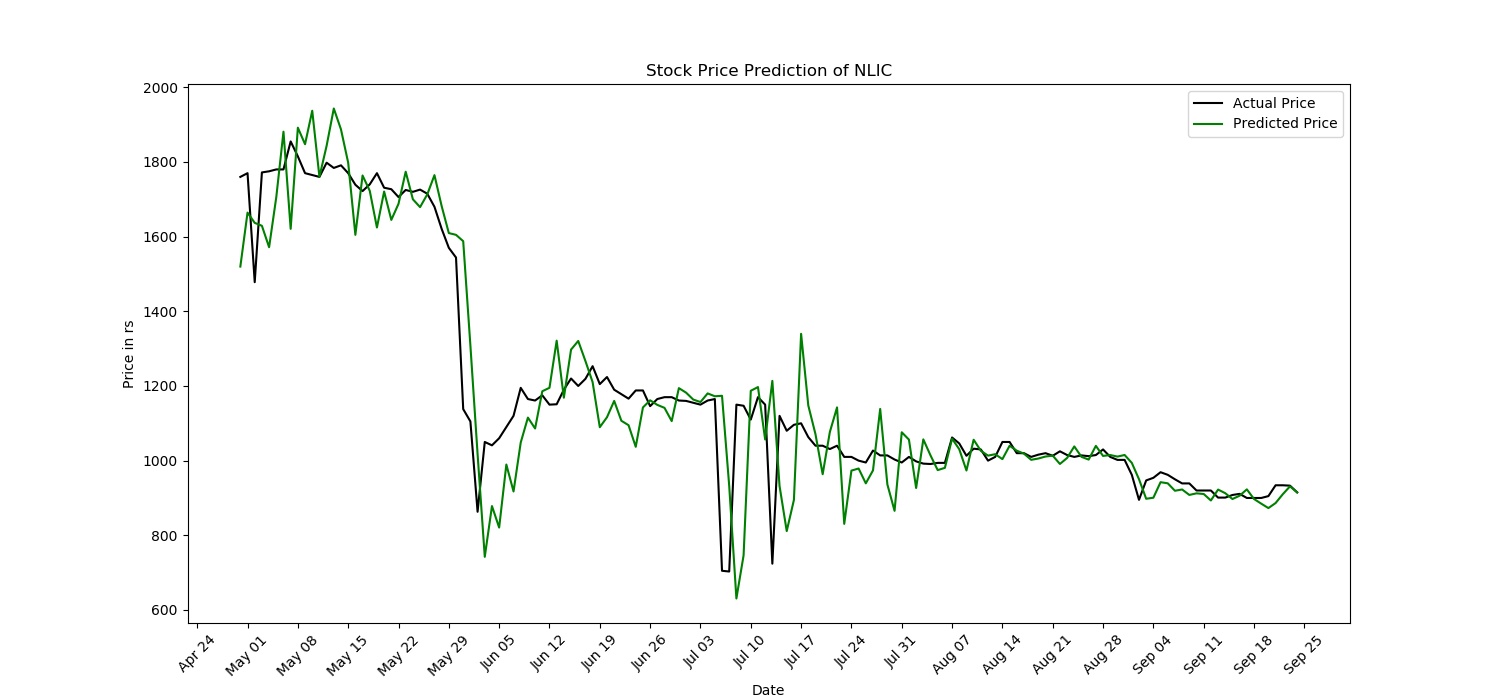 Stock Price Prediction of NLIC
Actual Price
Predicted Price
2000
1800
1600
1400
1200
1000
800
600
Price in rs
Apr 24
May 01
May 08
May 15
May 22
May 29
Jun 05
Jun 12
Jun 19
Jun 26
Jul 03
Jul 10
Jul 17
Jul 24
Jul 31
Aug 07
Aug 14
Aug 21
Aug 28
Sep 04
Sep 11
Sep 18
Sep 25
Date